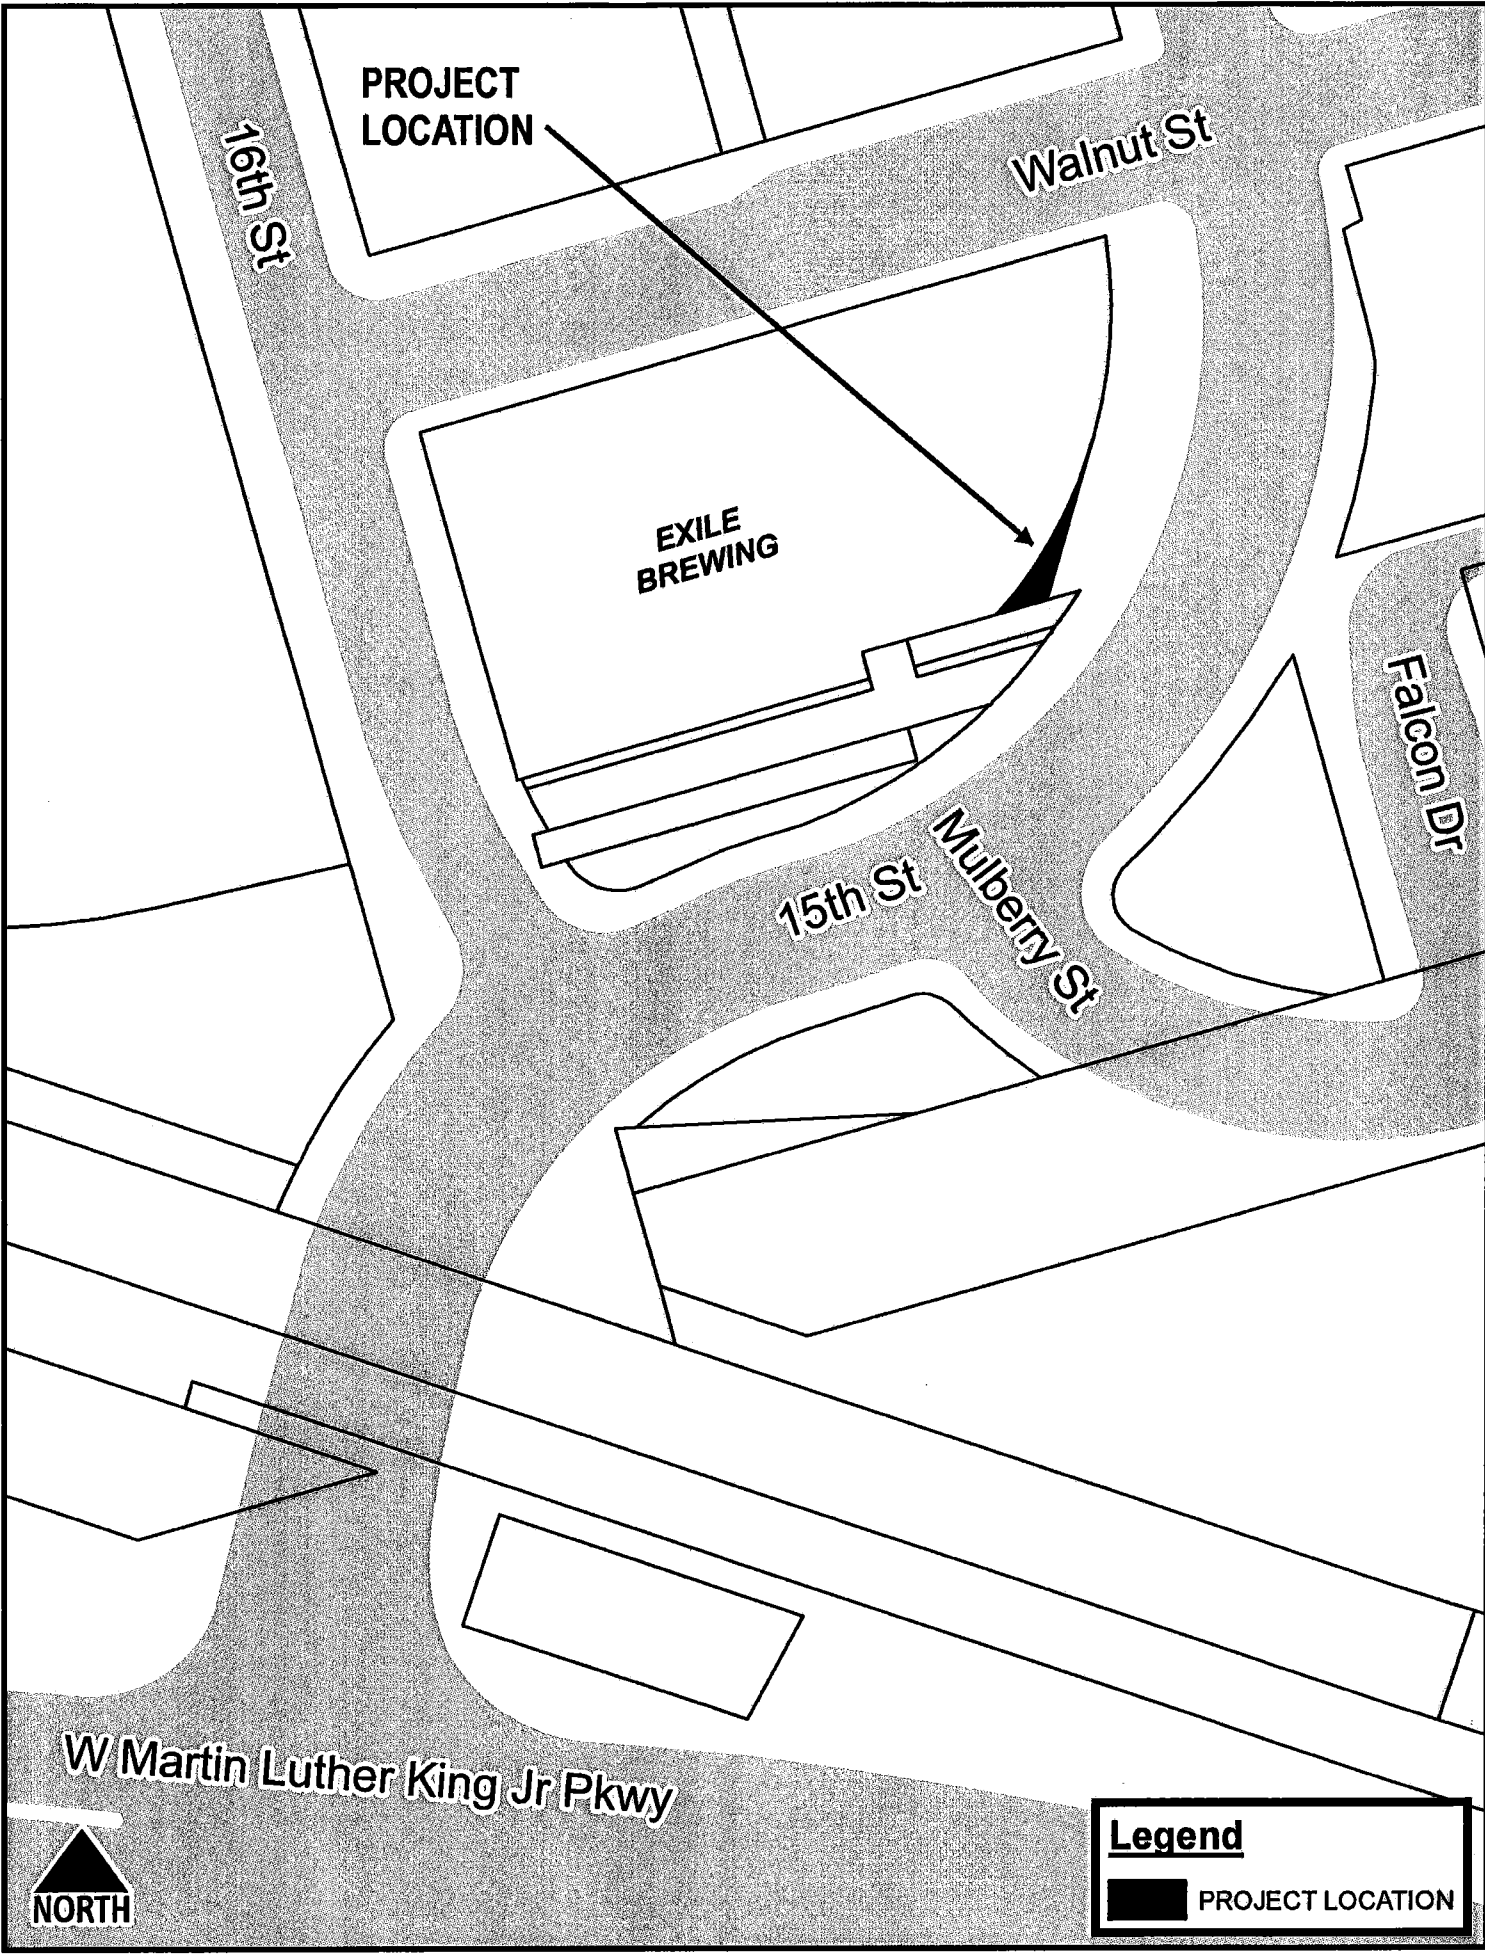 PROJECT
LOCATION
16th St
Walnut St
EXILE
BREWING
Falcon Dr
Mulberry St
15th St
W Martin Luther King Jr Pkwy
NORTH
Legend
PROJECT LOCATION